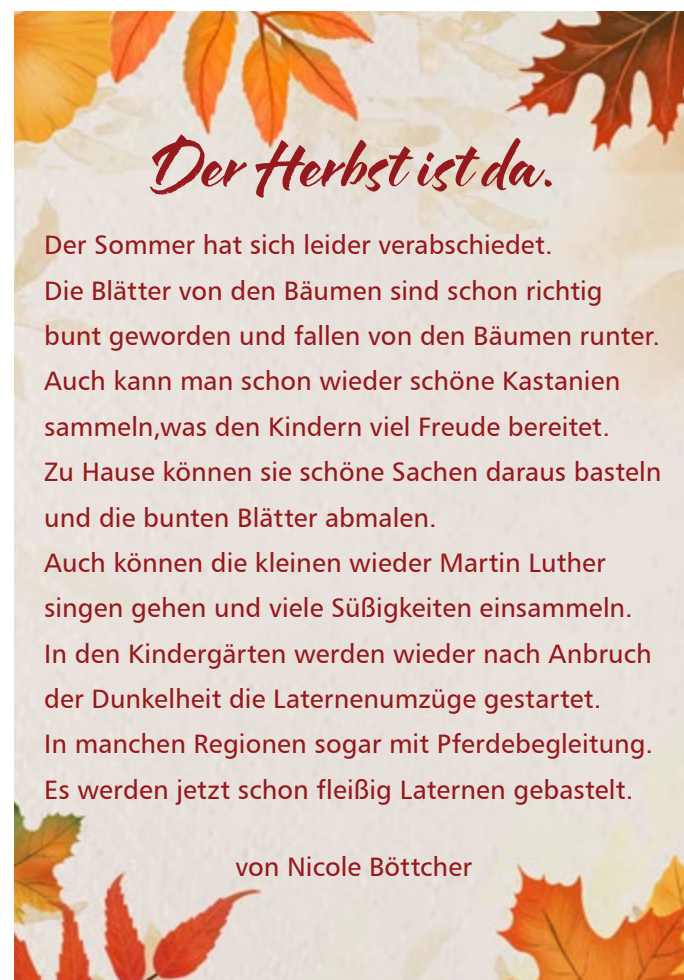 Der Herbst ist da.
Der Sommer hat sich leider verabschiedet.
Die Blätter von den Bäumen sind schon richtig
bunt geworden und fallen von den Bäumen runter.
Auch kann man schon wieder schöne Kastanien
sammeln,was den Kindern viel Freude bereitet.
Zu Hause können sie schöne Sachen daraus basteln
und die bunten Blätter abmalen.
Auch können die kleinen wieder Martin Luther
singen gehen und viele Süßigkeiten einsammeln.
In den Kindergärten werden wieder nach Anbruch
der Dunkelheit die Laternenumzüge gestartet.
In manchen Regionen sogar mit Pferdebegleitung.
Es werden jetzt schon fleißig Laternen gebastelt.
von Nicole Böttcher